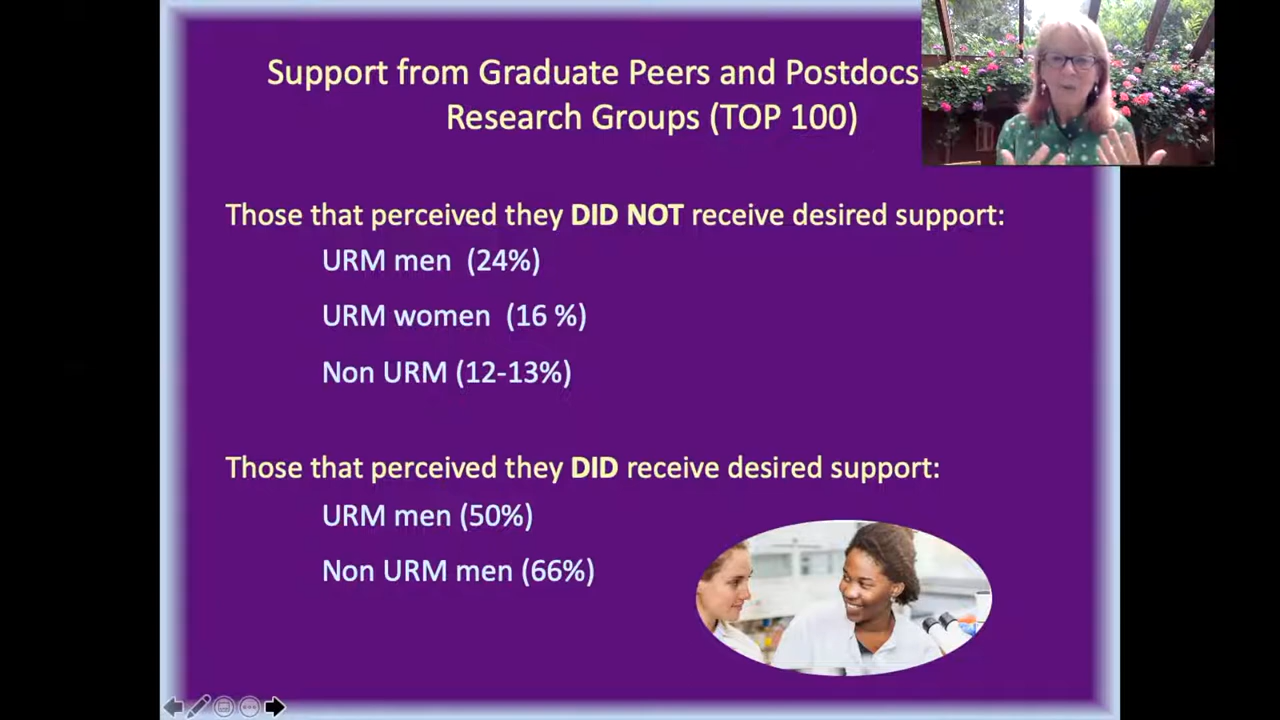 Support from Graduate Peers and Postdocs
Research Groups (TOP 100)
Those that perceived they DID NOT receive desired support:
URM men  (24%)
URM women  (16 %)
Non URM (12-13%)
Those that perceived they DID receive desired support:
URM men (50%)
Non URM men (66%)